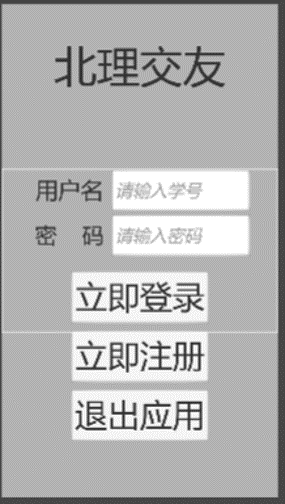 北理交友
用户名 请输入学号
密 码 请输入密码
立即登录
立即注册
退出应用